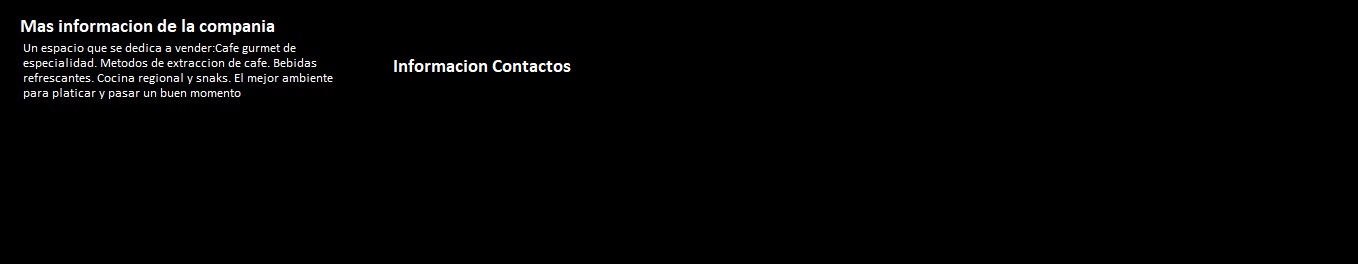 Mas informacion de la compania
Un espacio que se dedica a vender:Cafe gurmet de
especialidad. Metodos de extraccion de cafe. Bebidas
refrescantes. Cocina regional y snaks. El mejor ambiente
para platicar y pasar un buen momento
Informacion Contactos